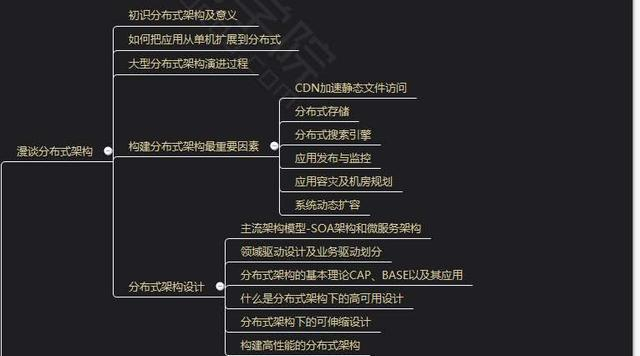 初识分布式架构及意义
如何把应用从单机扩展到分布式
大型分布式架构演进过程
漫谈分布式架构
构建分布式架构最重要因素
CDN加速静态文件访问
分布式存储
分布式搜索引擎
应用发布与监控
应用容灾及机房规划
系统动态扩容
分布式架构设计
主流架构模型-SOA架构和微服务架构
领域驱动设计及业务驱动划分
分布式架构的基本理论CAP、BASE以及其应用
什么是分布式架构下的高可用设计
分布式架构下的可伸缩设计
构建高性能的分布式架构